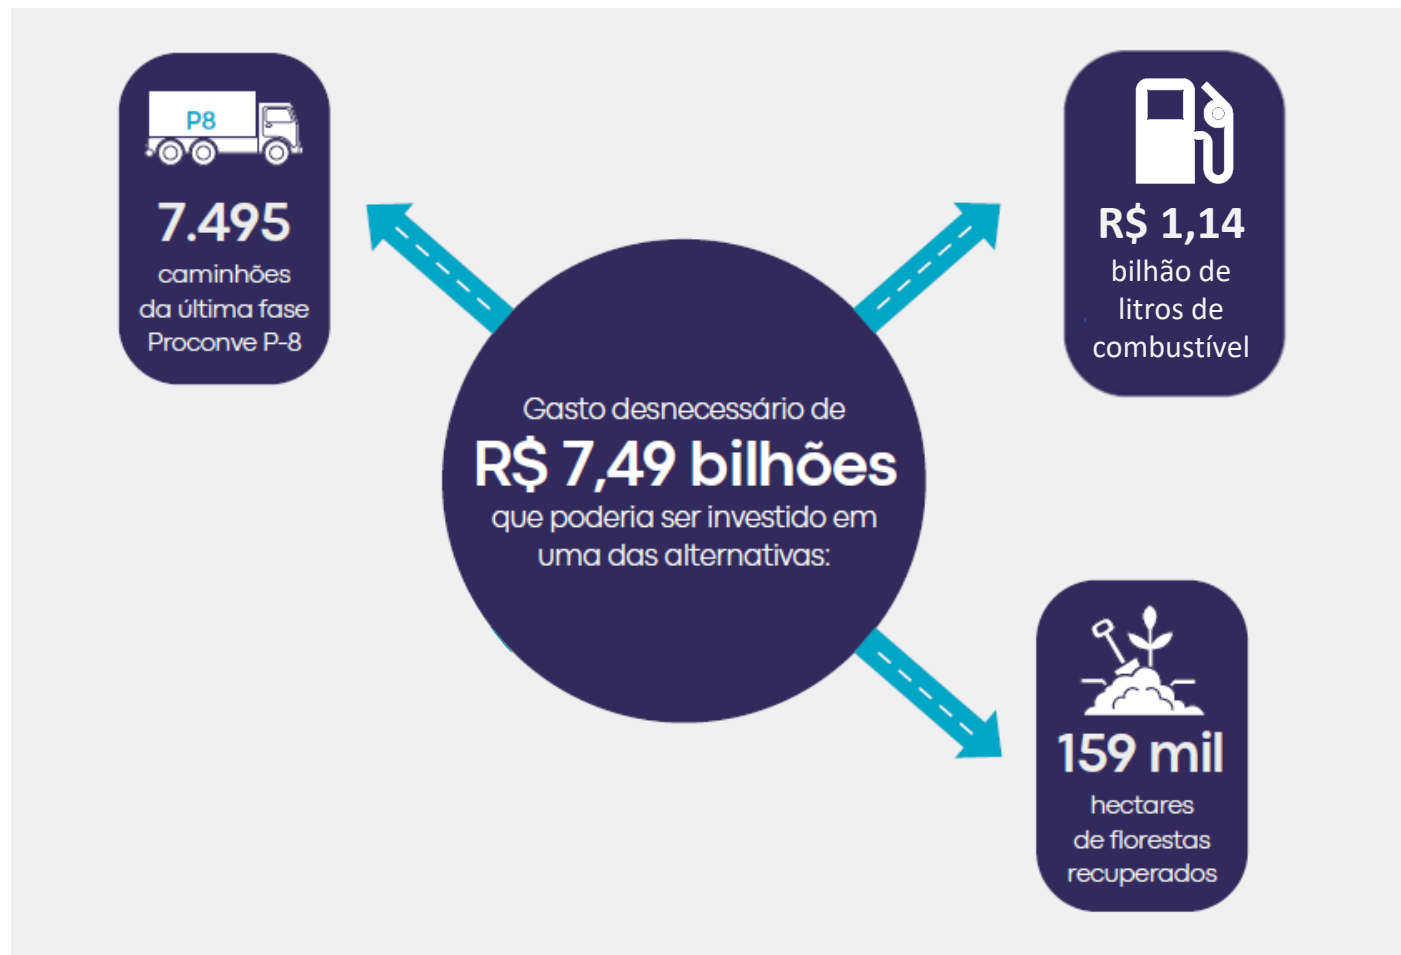 P8
7.495
caminhões
da última fase
Proconve P-8
R$ 1,14
bilhão de
litros de
combustível
Gasto desnecessário de
R$ 7,49 bilhões
que poderia ser investido em
uma das alternativas:
159 mil
hectares
de florestas
recuperados